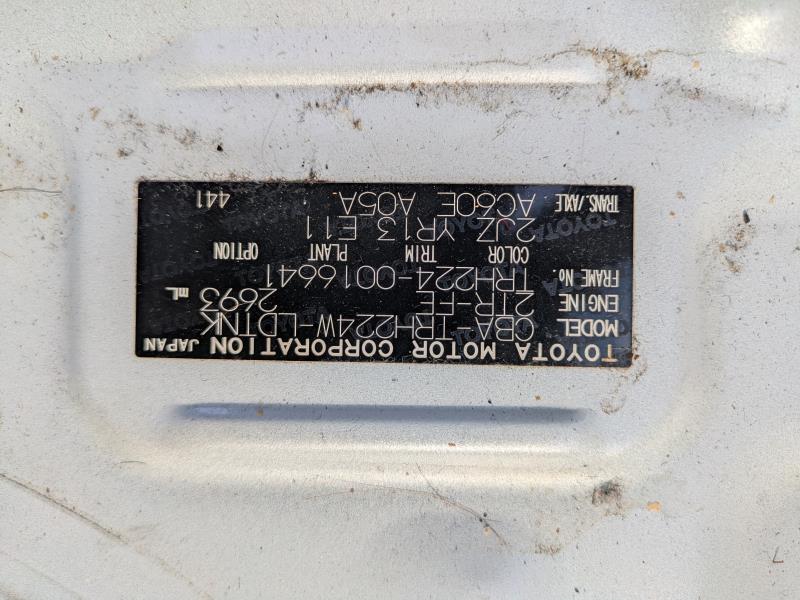 TOYOTA MOTOR CORPORATION JAPAN
MODEL CBA-TRH224W-LDTNK
ENGINE 2TR-FE 2693 mL
FRAME No. TRH224-0016641
COLOR TRIM PLANT OPTION
2JZ YR13 E11
TRANS./AXLE AC60E A05A 441